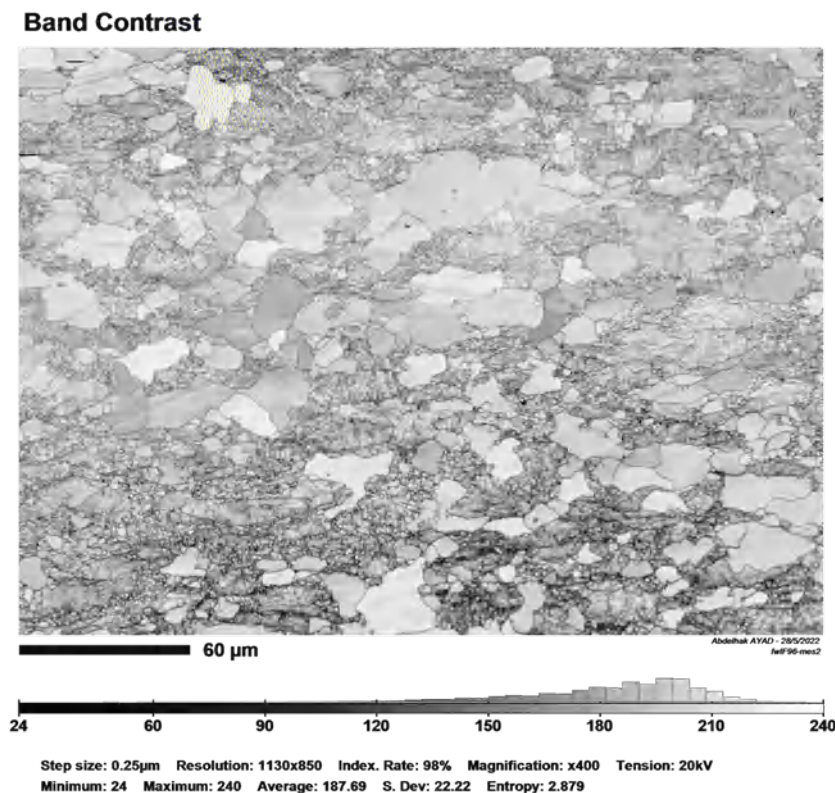 Band Contrast
Abdelhak AYAD - 28/5/2022
fwlF96-mes2
60 µm
24 60 90 120 150 180 210 240
Step size: 0.25µm Resolution: 1130x850 Index. Rate: 98% Magnification: x400 Tension: 20kV
Minimum: 24 Maximum: 240 Average: 187.69 S. Dev: 22.22 Entropy: 2.879